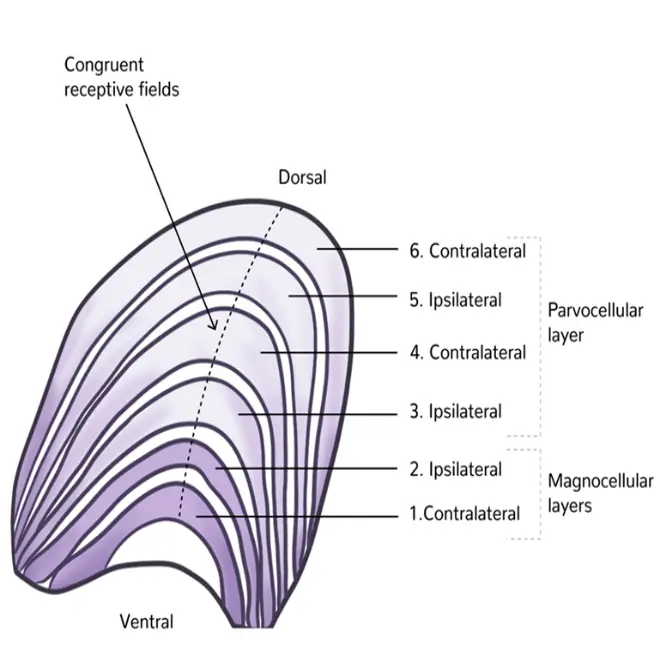 Congruent
receptive fields
Dorsal
6. Contralateral
5. Ipsilateral
Parvocellular
layer
4. Contralateral
3. Ipsilateral
2. Ipsilateral
Magnocellular
layers
1.Contralateral
Ventral